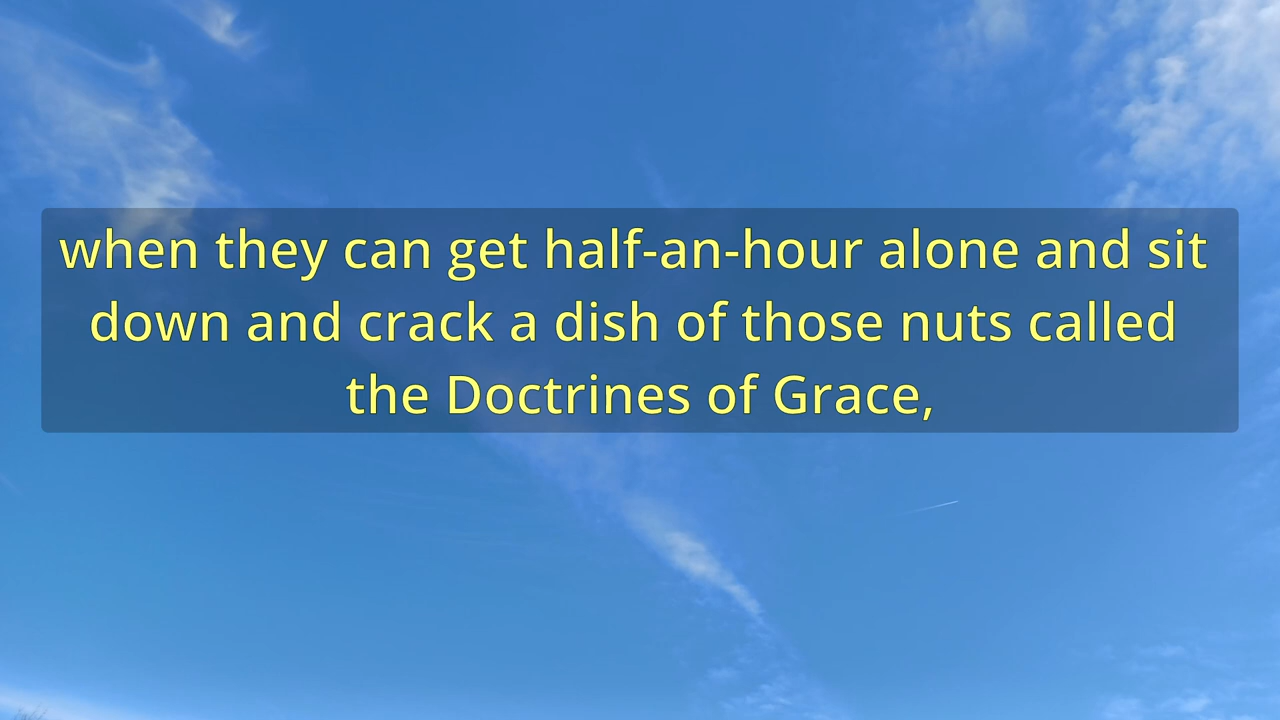 when they can get half-an-hour alone and sit
down and crack a dish of those nuts called
the Doctrines of Grace,